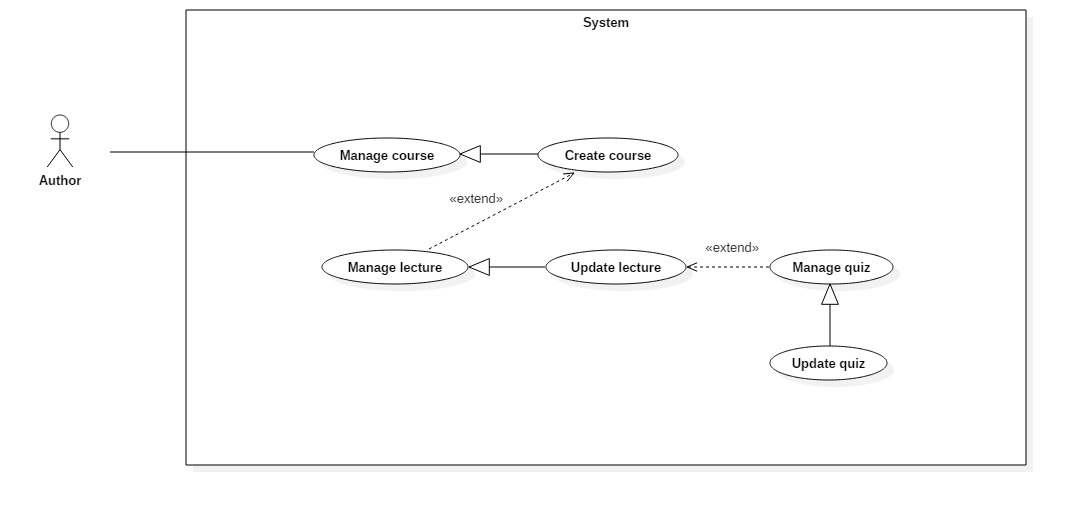 System
Author
Manage course
Create course
«extend»
Manage lecture
Update lecture
«extend»
Manage quiz
Update quiz